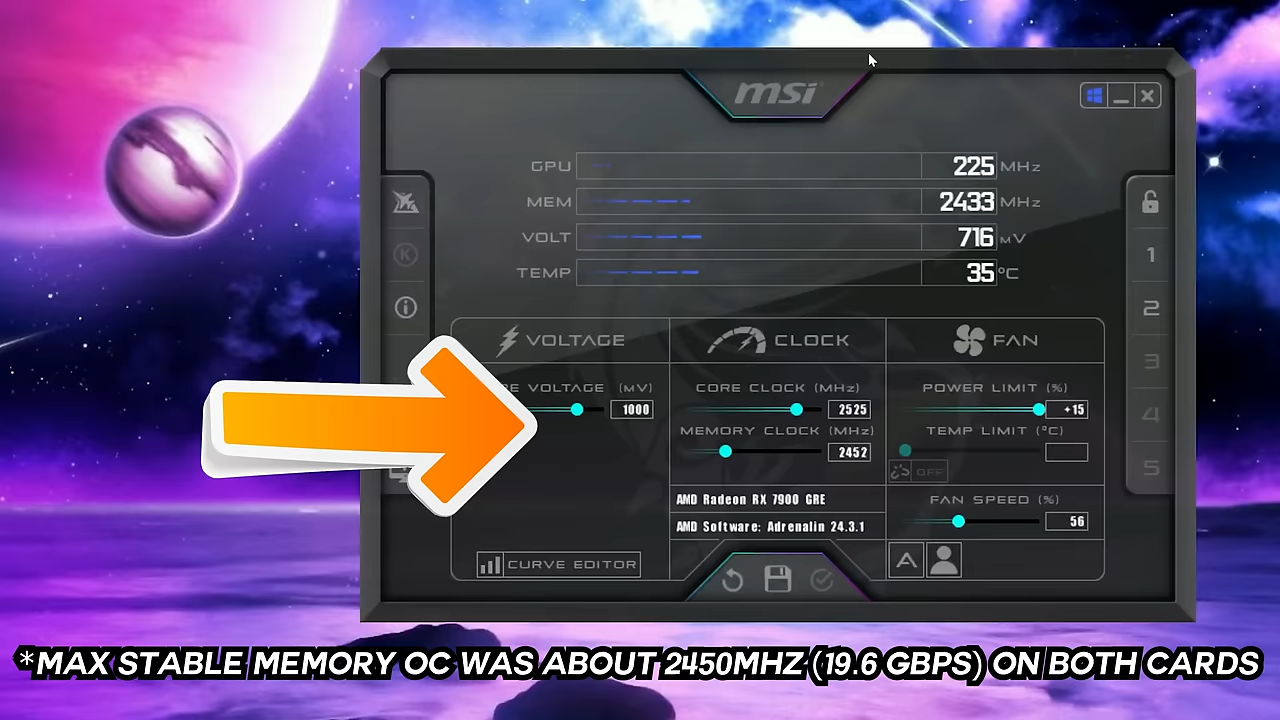 msi
GPU 225 MHz
MEM 2433 MHz
VOLT 716 mV
TEMP 35 °C
K
i
1
2
3
4
5
VOLTAGE
CLOCK
FAN
VOLTAGE (MV)
1000
CORE CLOCK (MHz)
2525
MEMORY CLOCK (MHz)
2452
AMD Radeon RX 7900 GRE
AMD Software: Adrenalin 24.3.1
POWER LIMIT (%)
+15
TEMP LIMIT (°C)
OFF
FAN SPEED (%)
56
CURVE EDITOR
A
*MAX STABLE MEMORY OC WAS ABOUT 2450MHZ (19.6 GBPS) ON BOTH CARDS